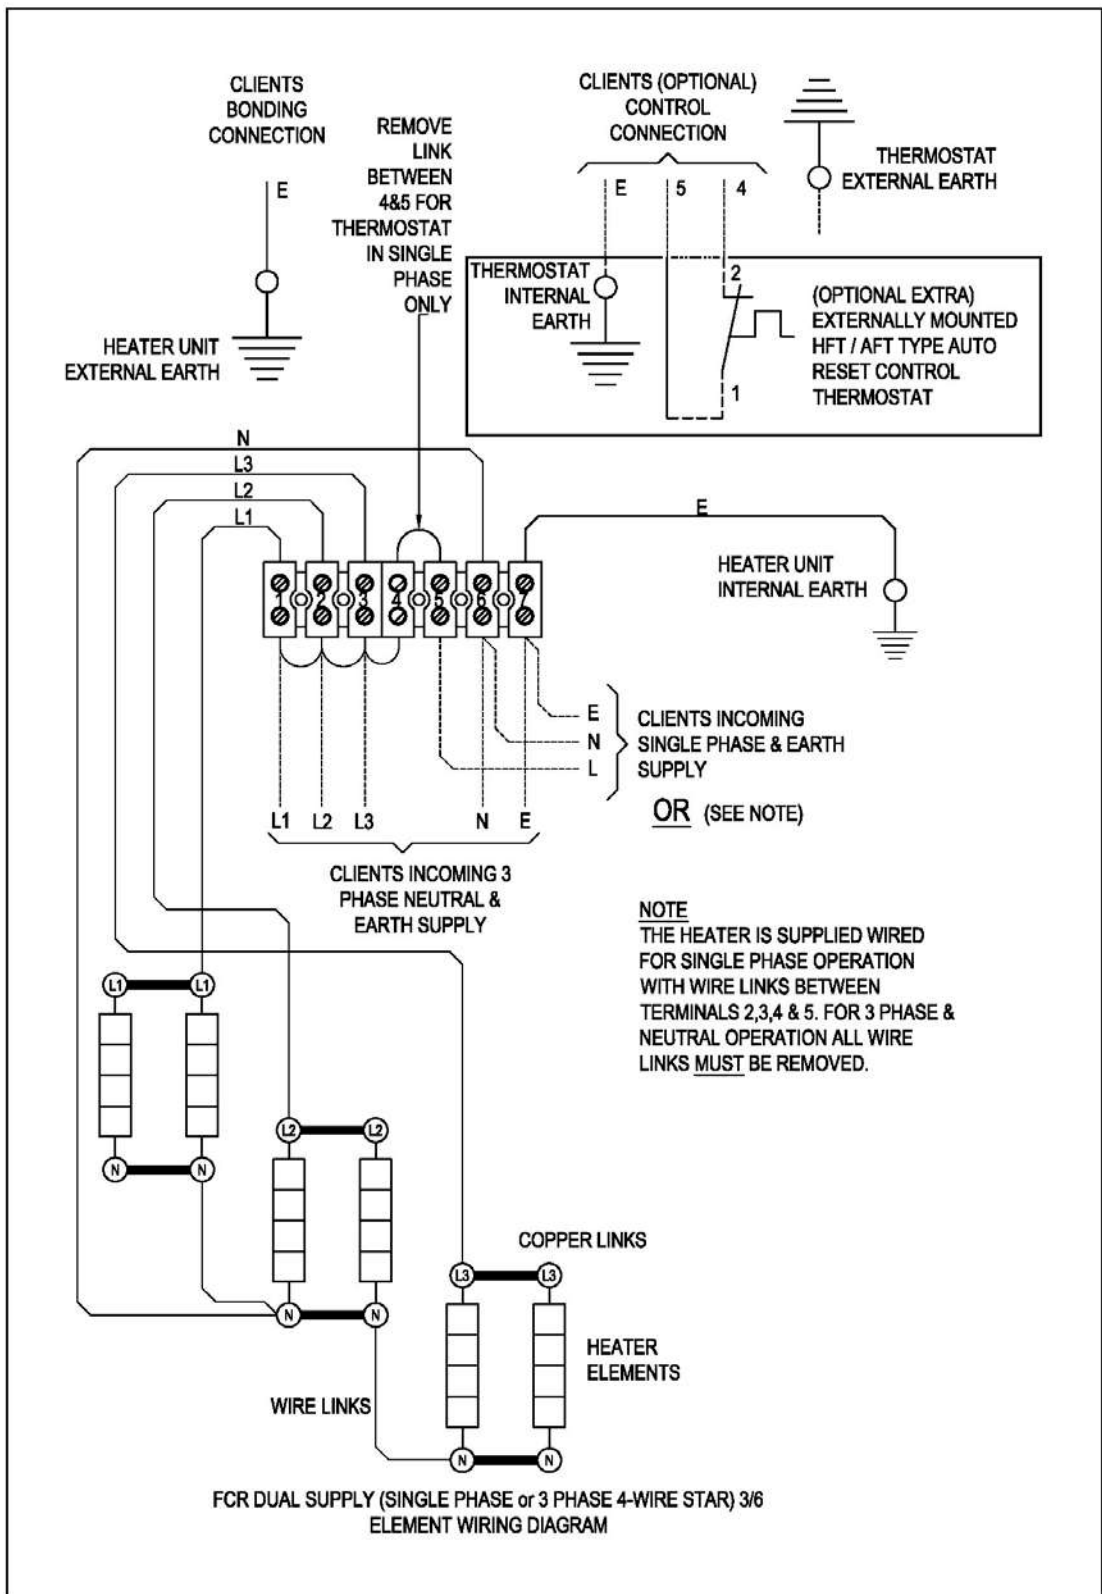 CLIENTS
BONDING
CONNECTION
E
HEATER UNIT
EXTERNAL EARTH
REMOVE
LINK
BETWEEN
4&5 FOR
THERMOSTAT
IN SINGLE
PHASE
ONLY
CLIENTS (OPTIONAL)
CONTROL
CONNECTION
E 5 4
THERMOSTAT
EXTERNAL EARTH
THERMOSTAT
INTERNAL
EARTH
2
1
(OPTIONAL EXTRA)
EXTERNALLY MOUNTED
HFT / AFT TYPE AUTO
RESET CONTROL
THERMOSTAT
N
L3
L2
L1
E
HEATER UNIT
INTERNAL EARTH
1 2 3 4 5 6 7
E
N
L
CLIENTS INCOMING
SINGLE PHASE & EARTH
SUPPLY
OR (SEE NOTE)
L1 L2 L3 N E
CLIENTS INCOMING 3
PHASE NEUTRAL &
EARTH SUPPLY
NOTE
THE HEATER IS SUPPLIED WIRED
FOR SINGLE PHASE OPERATION
WITH WIRE LINKS BETWEEN
TERMINALS 2,3,4 & 5. FOR 3 PHASE &
NEUTRAL OPERATION ALL WIRE
LINKS MUST BE REMOVED.
L1 L1
N N
L2 L2
N N
COPPER LINKS
L3 L3
HEATER
ELEMENTS
WIRE LINKS
N N
FCR DUAL SUPPLY (SINGLE PHASE or 3 PHASE 4-WIRE STAR) 3/6
ELEMENT WIRING DIAGRAM